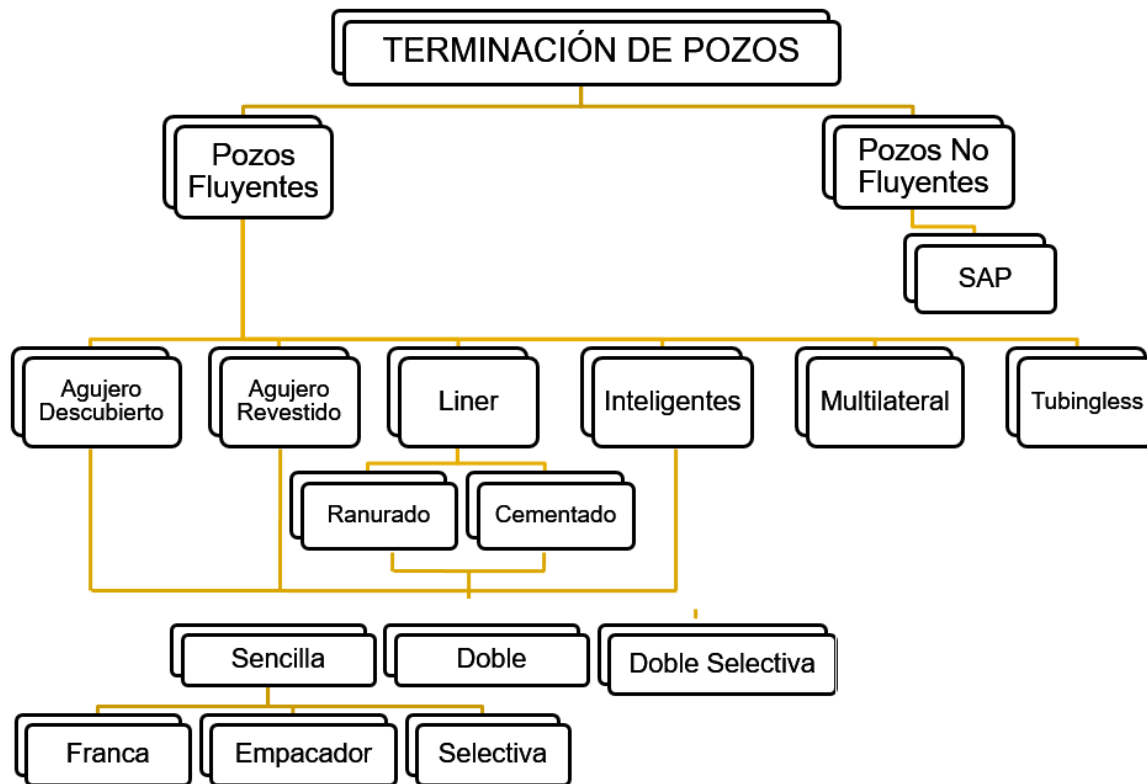 TERMINACIÓN DE POZOS
Pozos
Fluyentes
Pozos No
Fluyentes
SAP
Agujero
Descubierto
Agujero
Revestido
Liner
Inteligentes
Multilateral
Tubingless
Ranurado
Cementado
Sencilla
Doble
Doble Selectiva
Franca
Empacador
Selectiva